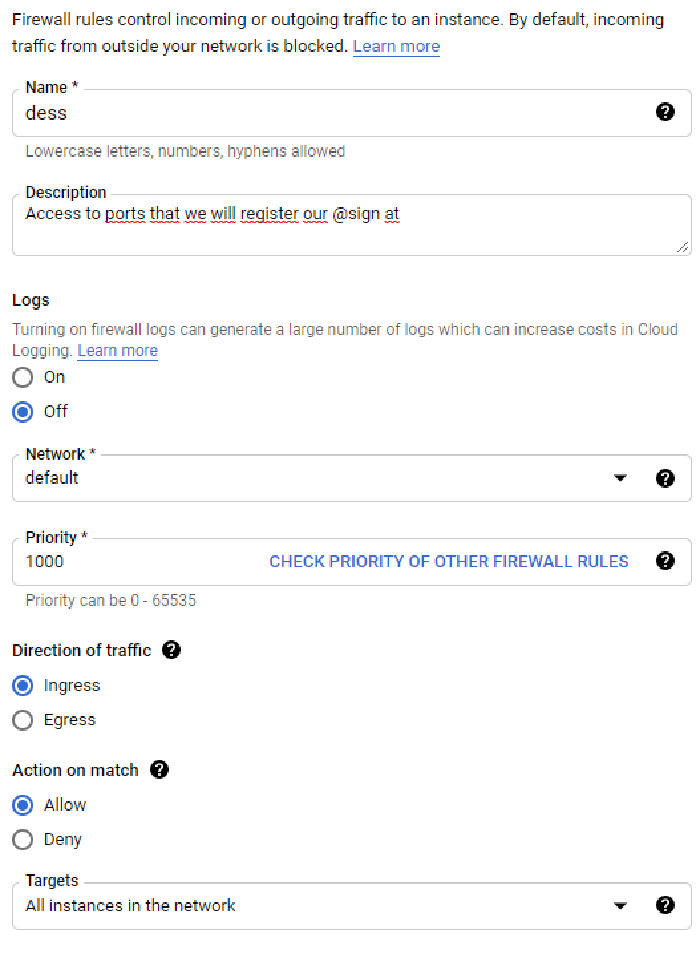 Firewall rules control incoming or outgoing traffic to an instance. By default, incoming
traffic from outside your network is blocked. Learn more
Name *
dess
Lowercase letters, numbers, hyphens allowed
Description
Access to ports that we will register our @sign at
Logs
Turning on firewall logs can generate a large number of logs which can increase costs in Cloud
Logging. Learn more
On
Off
Network *
default
Priority *
1000 CHECK PRIORITY OF OTHER FIREWALL RULES
Priority can be 0 - 65535
Direction of traffic
Ingress
Egress
Action on match
Allow
Deny
Targets
All instances in the network